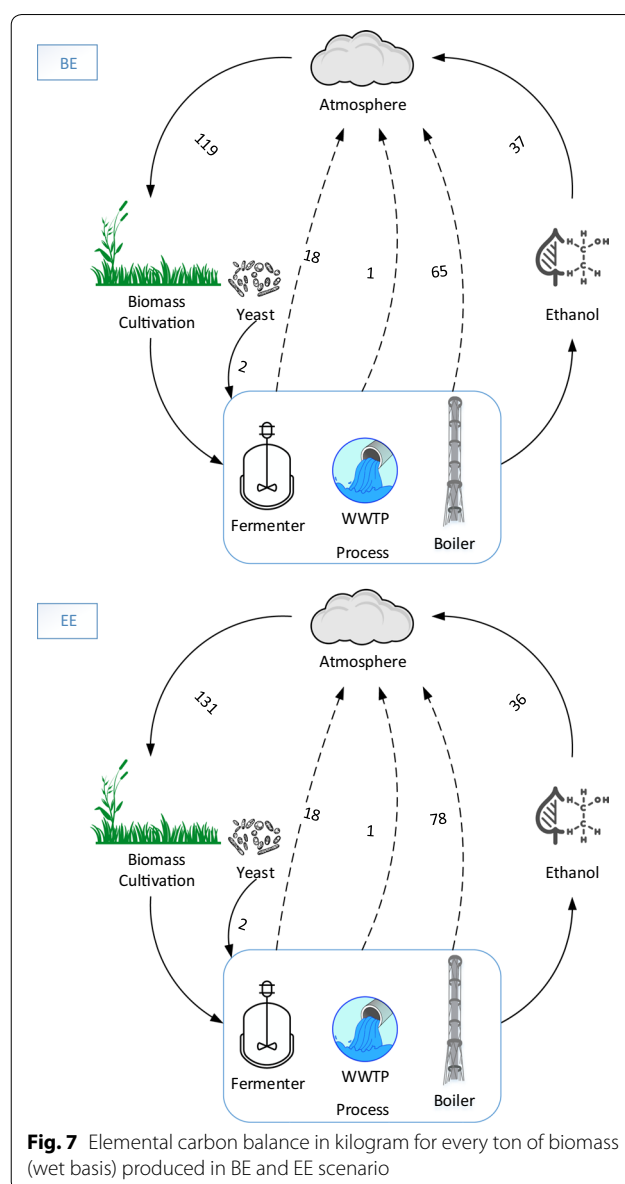 BE
Atmosphere
119
37
18
1
65
H
H
C
OH
H
C
H
H
Biomass
Cultivation
Yeast
Ethanol
2
Fermenter
WWTP
Boiler
Process
EE
Atmosphere
131
36
18
1
78
H
H
C
OH
H
C
H
H
Biomass
Cultivation
Yeast
Ethanol
2
Fermenter
WWTP
Boiler
Process
Fig. 7 Elemental carbon balance in kilogram for every ton of biomass
(wet basis) produced in BE and EE scenario